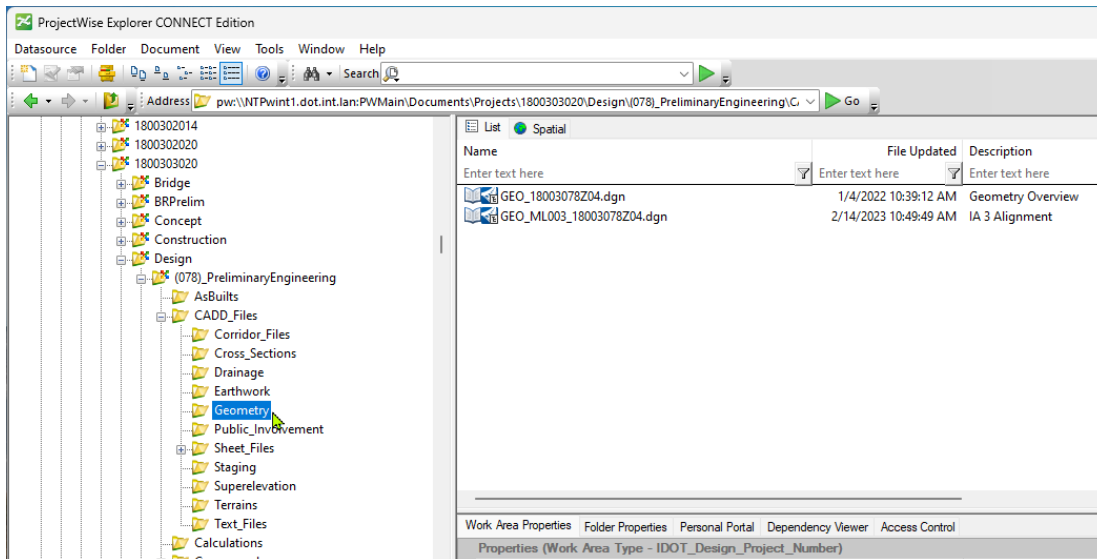 ProjectWise Explorer CONNECT Edition
Datasource Folder Document View Tools Window Help
Search
Address pw:\\NTPwint1.dot.int.lan:PWMain\Documents\Projects\1800303020\Design\(078)_PreliminaryEngineering\C Go
1800302014
1800302020
1800303020
Bridge
BRPrelim
Concept
Construction
Design
(078)_PreliminaryEngineering
AsBuilts
CADD_Files
Corridor_Files
Cross_Sections
Drainage
Earthwork
Geometry
Public_Involvement
Sheet_Files
Staging
Superelevation
Terrains
Text_Files
Calculations
List Spatial
Name File Updated Description
Enter text here Enter text here Enter text here
GEO_18003078Z04.dgn 1/4/2022 10:39:12 AM Geometry Overview
GEO_ML003_18003078Z04.dgn 2/14/2023 10:49:49 AM IA 3 Alignment
Work Area Properties Folder Properties Personal Portal Dependency Viewer Access Control
Properties (Work Area Type - IDOT_Design_Project_Number)